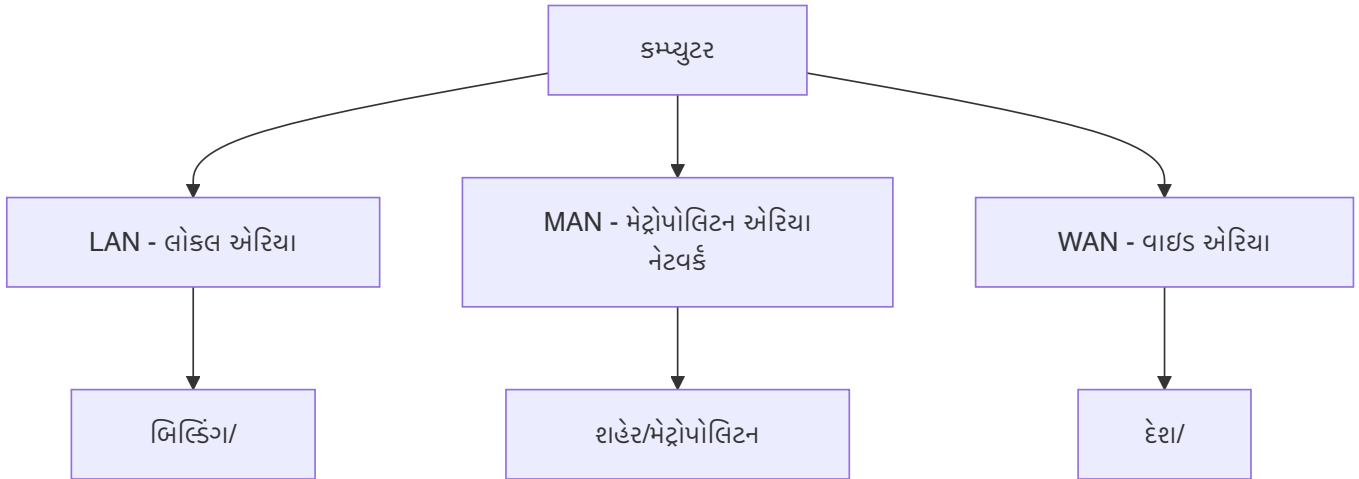 કમ્પ્યુટર
LAN - લોકલ એરિયા
MAN - મેટ્રોપોલિટન એરિયા
નેટવર્ક
WAN - વાઇડ એરિયા
બિલ્ડિંગ/
શહેર/મેટ્રોપોલિટન
દેશ/